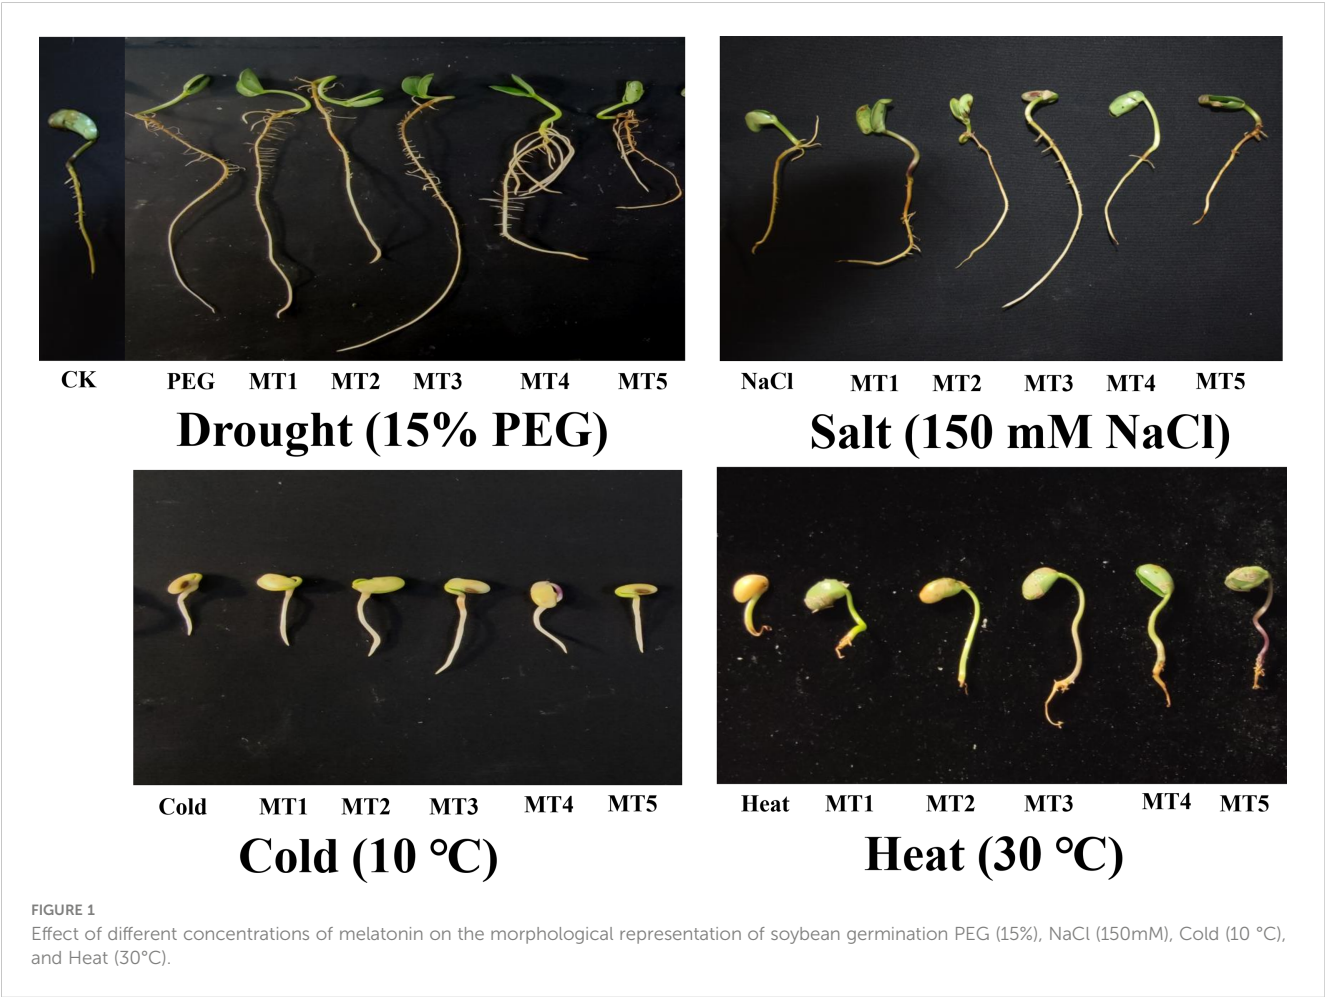 CK PEG MT1 MT2 MT3 MT4 MT5
Drought (15% PEG)
NaCl MT1 MT2 MT3 MT4 MT5
Salt (150 mM NaCl)
Cold MT1 MT2 MT3 MT4 MT5
Cold (10 ℃)
Heat MT1 MT2 MT3 MT4 MT5
Heat (30 ℃)
FIGURE 1
Effect of different concentrations of melatonin on the morphological representation of soybean germination PEG (15%), NaCl (150mM), Cold (10 °C),
and Heat (30°C).